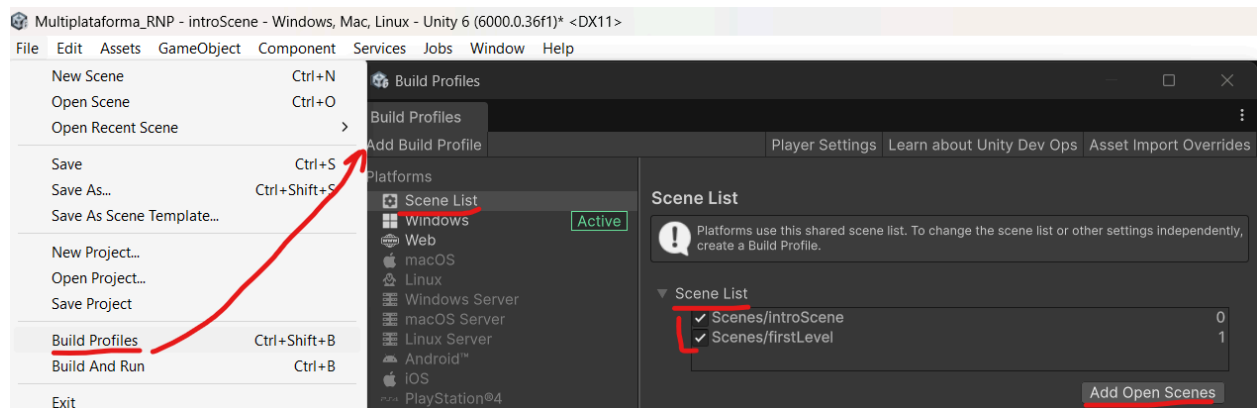 Multiplataforma_RNP - introScene - Windows, Mac, Linux - Unity 6 (6000.0.36f1)* <DX11>
File Edit Assets GameObject Component Services Jobs Window Help
New Scene Ctrl+N
Open Scene Ctrl+O
Open Recent Scene
Save Ctrl+S
Save As... Ctrl+Shift+S
Save As Scene Template...
New Project...
Open Project...
Save Project
Build Profiles Ctrl+Shift+B
Build And Run Ctrl+B
Exit
Build Profiles
Build Profiles
Add Build Profile Player Settings Learn about Unity Dev Ops Asset Import Overrides
Platforms
Scene List
Windows Active
Web
macOS
Linux
Windows Server
macOS Server
Linux Server
Android™
iOS
PlayStation®4
Scene List
Platforms use this shared scene list. To change the scene list or other settings independently,
create a Build Profile.
Scene List
Scenes/introScene 0
Scenes/firstLevel 1
Add Open Scenes